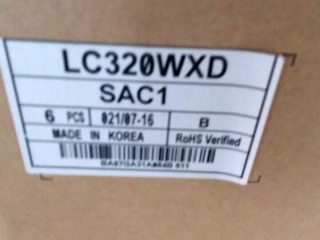 LC320WXD
SAC1
6 PCS 021/07-16 B
MADE IN KOREA RoHS Verified